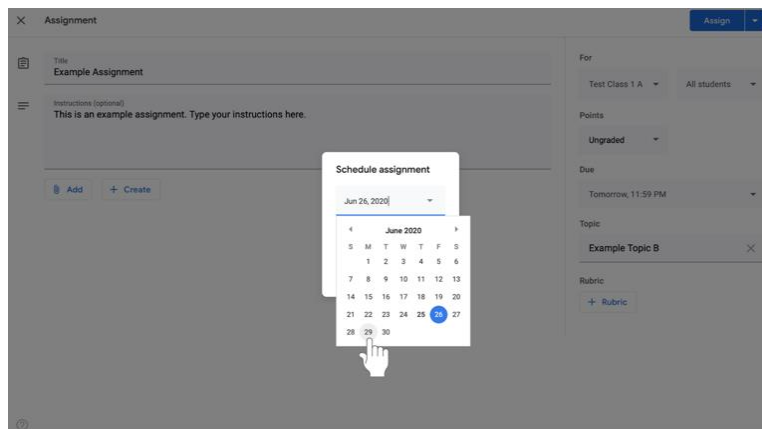 Assignment
Assign
Title
Example Assignment
Instructions (optional)
This is an example assignment. Type your instructions here.
Add
+ Create
For
Test Class 1 A
All students
Points
Ungraded
Due
Tomorrow, 11:59 PM
Topic
Example Topic B
Rubric
+ Rubric
Schedule assignment
Jun 26, 2020
June 2020
S M T W T F S
1 2 3 4 5 6
7 8 9 10 11 12 13
14 15 16 17 18 19 20
21 22 23 24 25 26 27
28 29 30